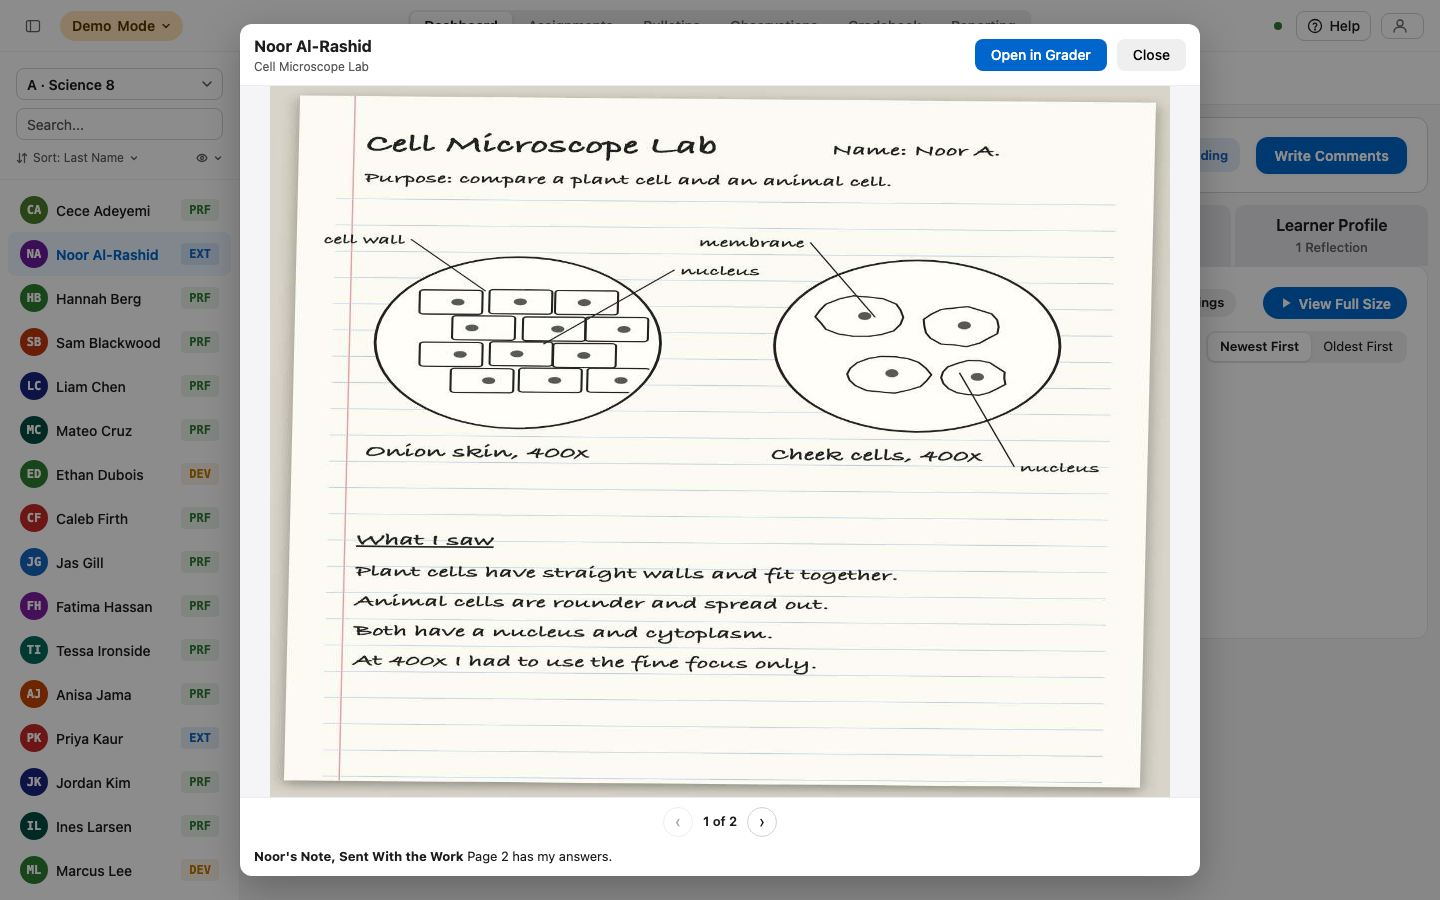 Demo Mode
Dashboard Assignments Bulletins Observations Gradebook Reporting
Help
A · Science 8
Search...
Sort: Last Name
CA Cece Adeyemi PRF
NA Noor Al-Rashid EXT
HB Hannah Berg PRF
SB Sam Blackwood PRF
LC Liam Chen PRF
MC Mateo Cruz PRF
ED Ethan Dubois DEV
CF Caleb Firth PRF
JG Jas Gill PRF
FH Fatima Hassan PRF
TI Tessa Ironside PRF
AJ Anisa Jama PRF
PK Priya Kaur EXT
JK Jordan Kim PRF
IL Ines Larsen PRF
ML Marcus Lee DEV
Noor Al-Rashid
Cell Microscope Lab
Open in Grader
Close
Cell Microscope Lab
Name: Noor A.
Purpose: compare a plant cell and an animal cell.
cell wall
nucleus
membrane
nucleus
Onion skin, 400x
Cheek cells, 400x
What I saw
Plant cells have straight walls and fit together.
Animal cells are rounder and spread out.
Both have a nucleus and cytoplasm.
At 400x I had to use the fine focus only.
1 of 2
Noor's Note, Sent With the Work Page 2 has my answers.
Write Comments
Learner Profile
1 Reflection
View Full Size
Newest First Oldest First